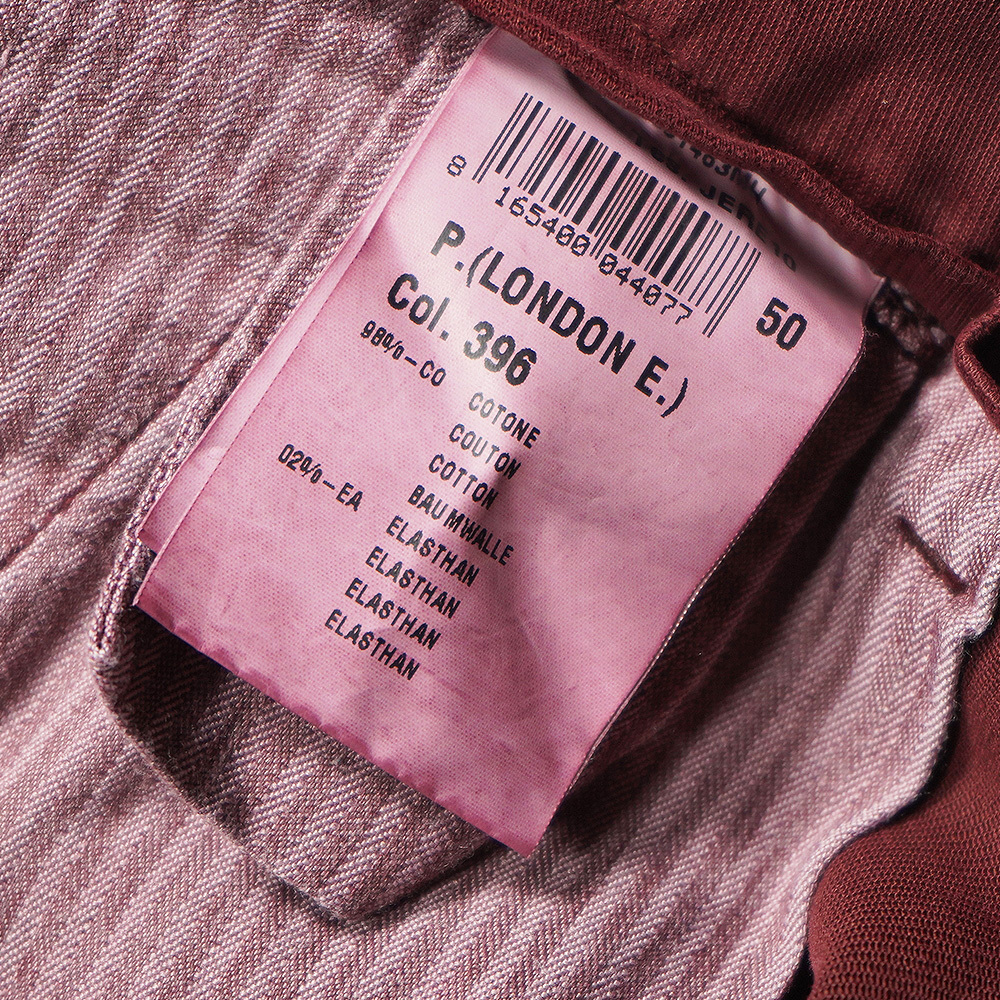 8 165400 044077
50
P.(LONDON E.)
Col. 396
98%-CO
COTONE
COUTON
COTTON
BAUMWALLE
02%-EA
ELASTHAN
ELASTHAN
ELASTHAN
ELASTHAN